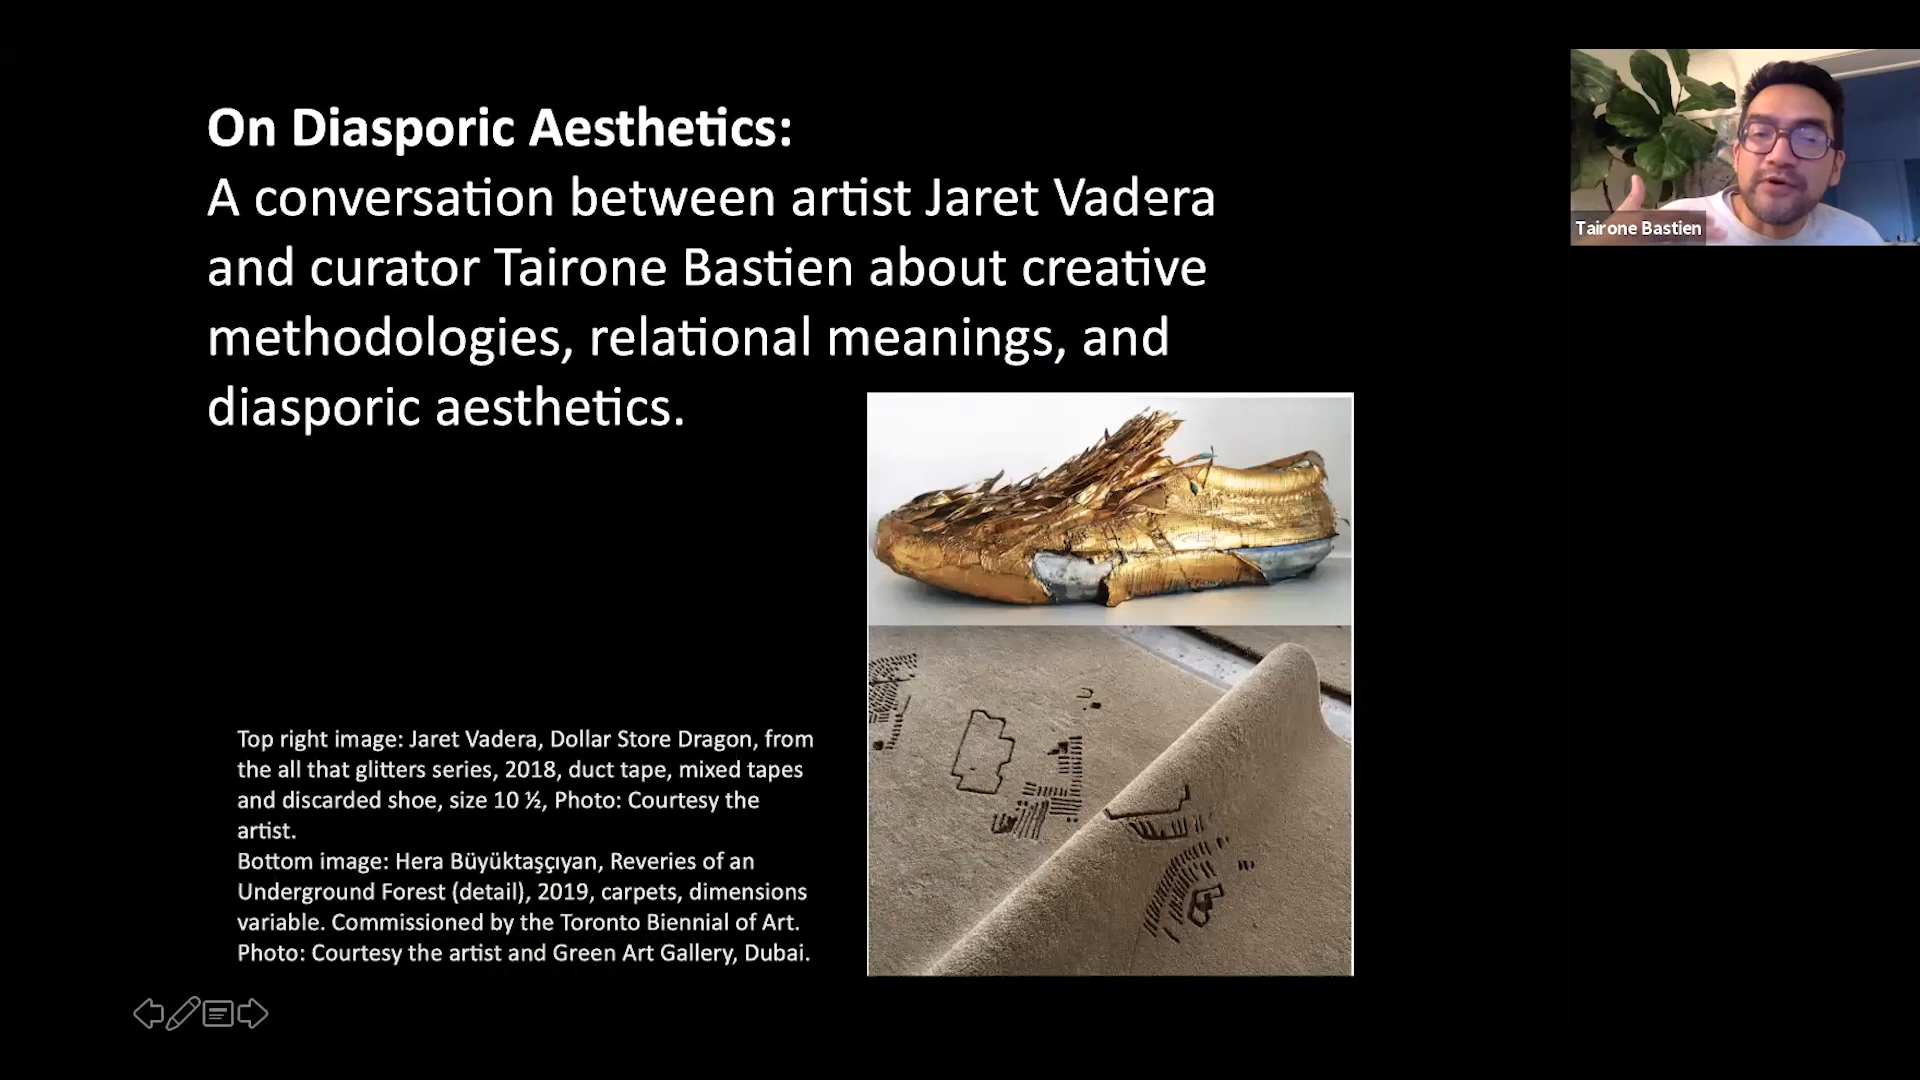 On Diasporic Aesthetics:
A conversation between artist Jaret Vadera
and curator Tairone Bastien about creative
methodologies, relational meanings, and
diasporic aesthetics.
Tairone Bastien
Top right image: Jaret Vadera, Dollar Store Dragon, from
the all that glitters series, 2018, duct tape, mixed tapes
and discarded shoe, size 10 ½, Photo: Courtesy the
artist.
Bottom image: Hera Büyüktaşçıyan, Reveries of an
Underground Forest (detail), 2019, carpets, dimensions
variable. Commissioned by the Toronto Biennial of Art.
Photo: Courtesy the artist and Green Art Gallery, Dubai.